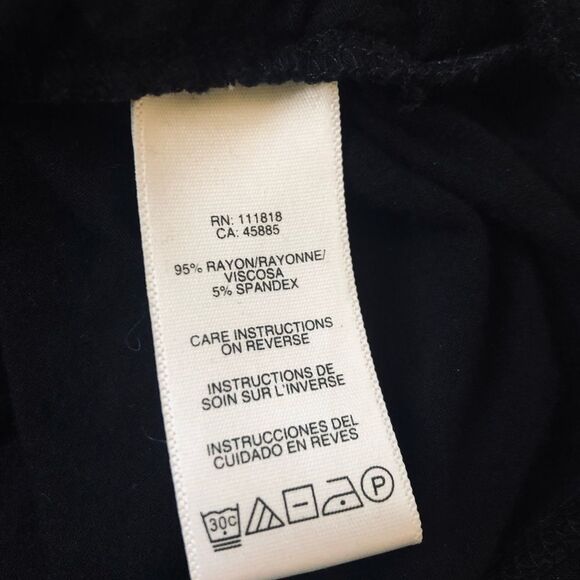 RN: 111818
CA: 45885
95% RAYON/RAYONNE/
VISCOSA
5% SPANDEX
CARE INSTRUCTIONS
ON REVERSE
INSTRUCTIONS DE
SOIN SUR L'INVERSE
INSTRUCCIONES DEL
CUIDADO EN REVES
30C P